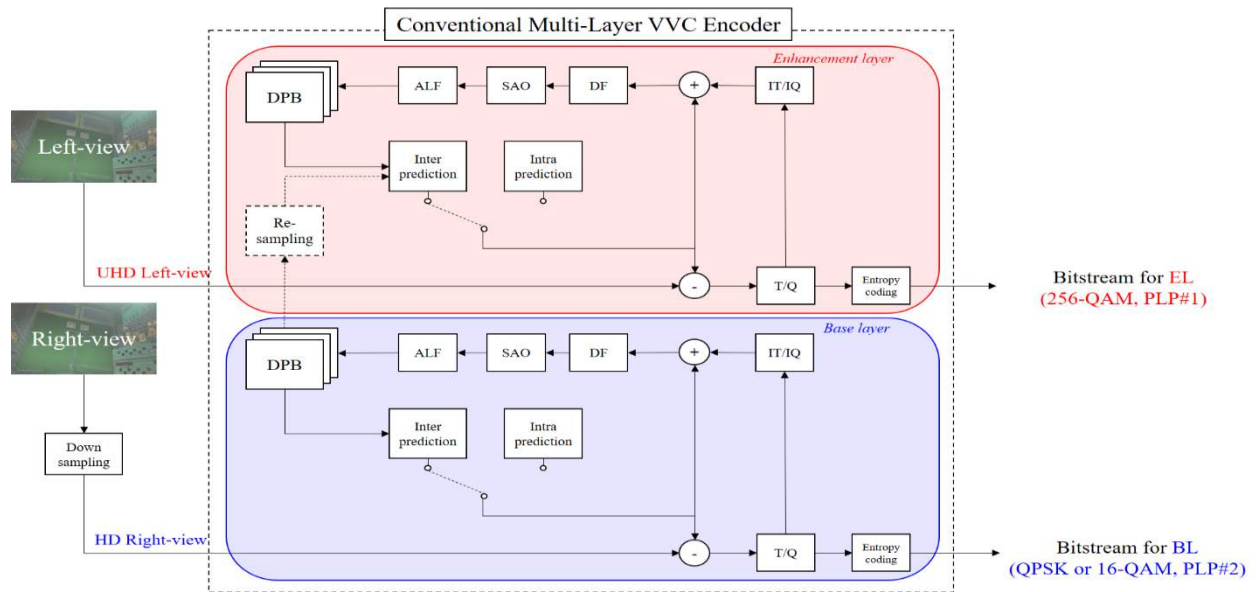 Conventional Multi-Layer VVC Encoder
Enhancement layer
DPB
ALF
SAO
DF
+
IT/IQ
Left-view
Inter
prediction
Intra
prediction
Re-
sampling
UHD Left-view
-
T/Q
Entropy
coding
Bitstream for EL
(256-QAM, PLP#1)
Right-view
Base layer
DPB
ALF
SAO
DF
+
IT/IQ
Inter
prediction
Intra
prediction
Down
sampling
HD Right-view
-
T/Q
Entropy
coding
Bitstream for BL
(QPSK or 16-QAM, PLP#2)